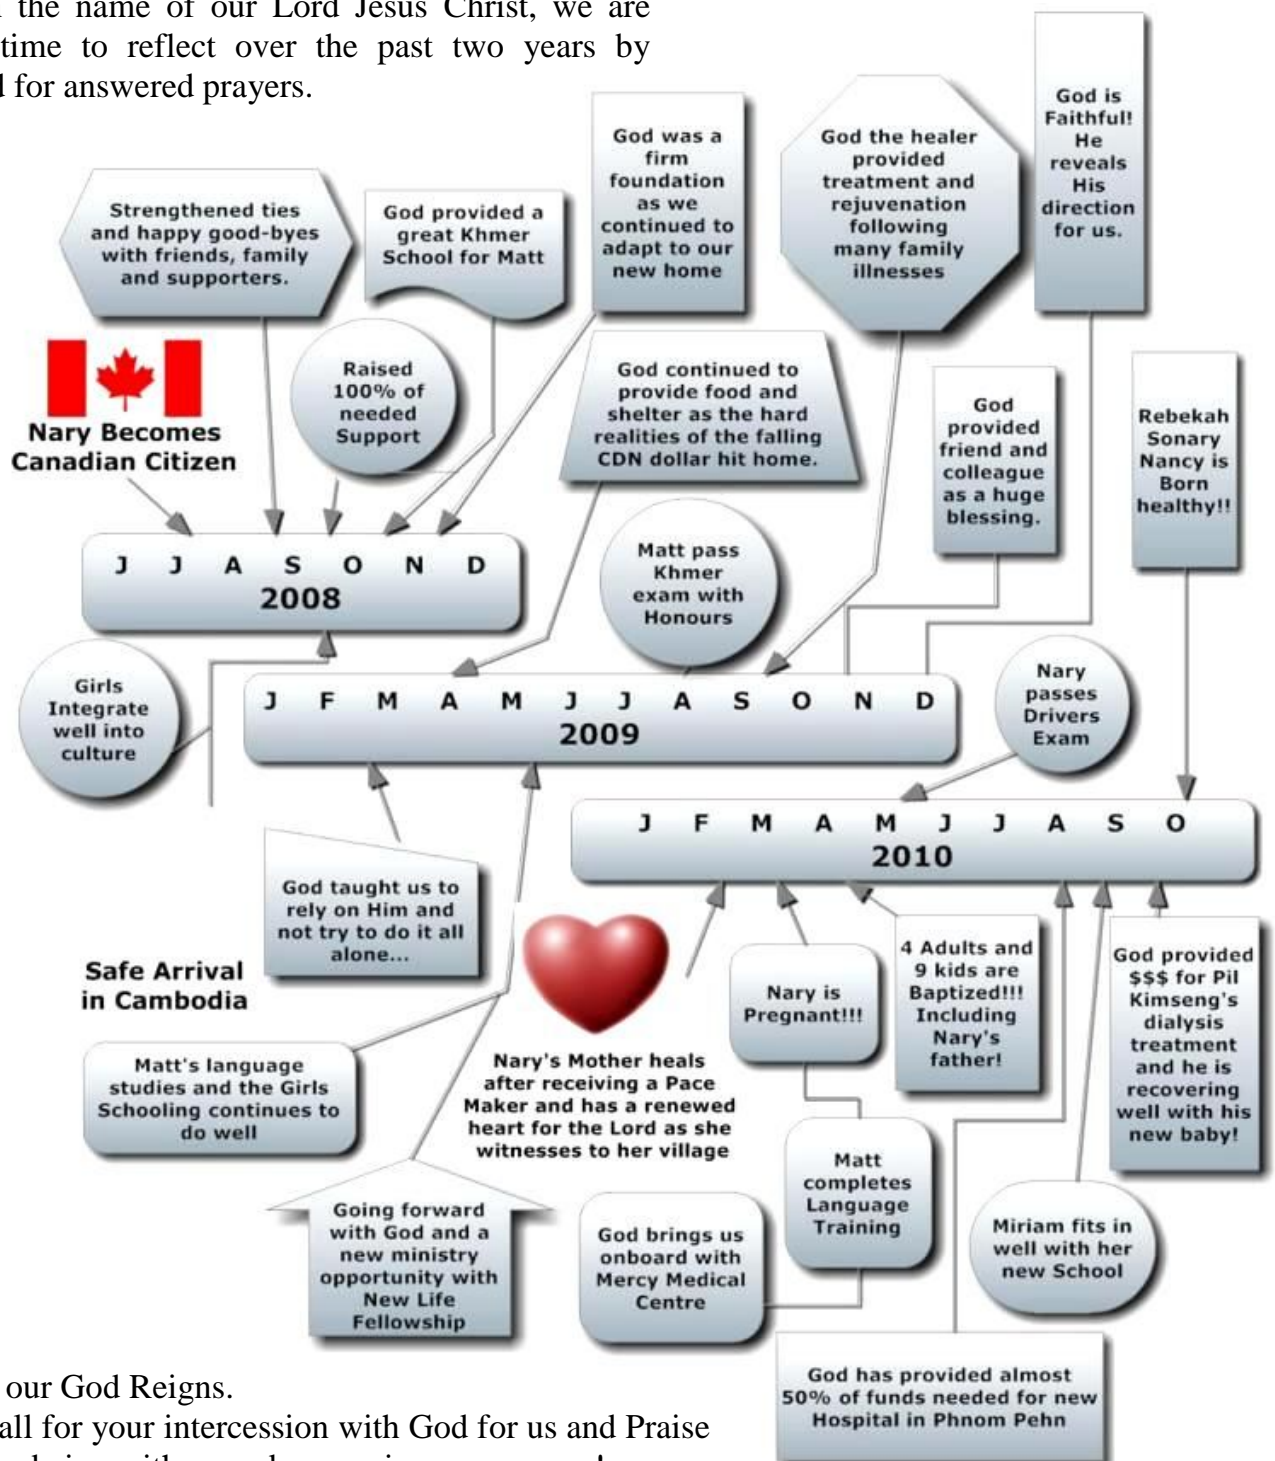 the name of our Lord Jesus Christ, we are
time to reflect over the past two years by
for answered prayers.
Strengthened ties
and happy good-byes
with friends, family
and supporters.
God provided a
great Khmer
School for Matt
God was a
firm
foundation
as we
continued to
adapt to our
new home
God the healer
provided
treatment and
rejuvenation
following
many family
illnesses
God is
Faithful!
He
reveals
His
direction
for us.
Nary Becomes
Canadian Citizen
Raised
100% of
needed
Support
God continued to
provide food and
shelter as the hard
realities of the falling
CDN dollar hit home.
God
provided
friend and
colleague
as a huge
blessing.
Rebekah
Sonary
Nancy is
Born
healthy!!
J J A S O N D
2008
Matt pass
Khmer
exam with
Honours
Girls
Integrate
well into
culture
J F M A M J J A S O N D
2009
Nary
passes
Drivers
Exam
J F M A M J J A S O
2010
God taught us to
rely on Him and
not try to do it all
alone...
Safe Arrival
in Cambodia
Matt's language
studies and the Girls
Schooling continues to
do well
Nary's Mother heals
after receiving a Pace
Maker and has a renewed
heart for the Lord as she
witnesses to her village
Nary is
Pregnant!!!
4 Adults and
9 kids are
Baptized!!!
Including
Nary's
father!
God provided
$$$ for Pil
Kimseng's
dialysis
treatment
and he is
recovering
well with his
new baby!
Going forward
with God and a
new ministry
opportunity with
New Life
Fellowship
God brings us
onboard with
Mercy Medical
Centre
Matt
completes
Language
Training
Miriam fits in
well with her
new School
God has provided almost
50% of funds needed for new
Hospital in Phnom Pehn
our God Reigns.
all for your intercession with God for us and Praise